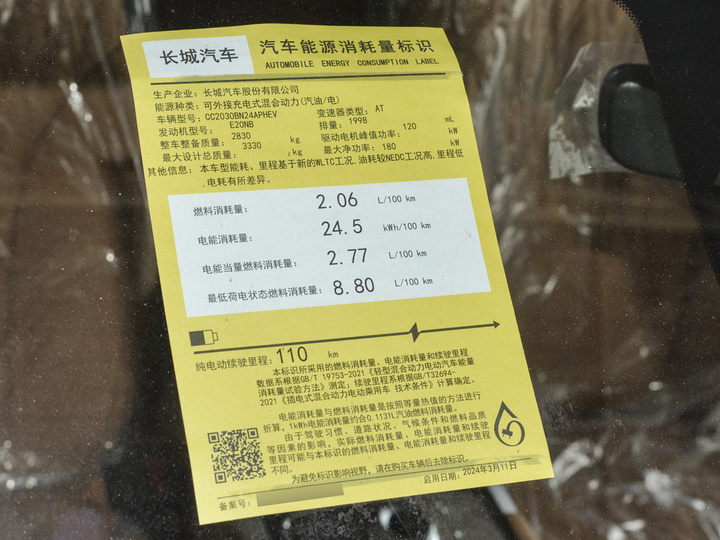 长城汽车
汽车能源消耗量标识
AUTOMOBILE ENERGY CONSUMPTION LABEL
生产企业：长城汽车股份有限公司
能源种类：可外接充电式混合动力(汽油/电)
车辆型号：CC2030BN24APHEV 变速器类型：AT
发动机型号：E20NB 排量：1998 mL
整车整备质量：2830 kg 驱动电机峰值功率：120 kW
最大设计总质量：3330 kg 最大净功率：180 kW
其他信息：本车型能耗、里程基于新的WLTC工况,油耗较NEDC工况高,里程低
,电耗有所差异。
燃料消耗量： 2.06 L/100 km
电能消耗量： 24.5 kWh/100 km
电能当量燃料消耗量： 2.77 L/100 km
最低荷电状态燃料消耗量： 8.80 L/100 km
纯电动续驶里程：110 km
本标识所采用的燃料消耗量、电能消耗量和续驶里程
数据系根据GB/T 19753-2021《轻型混合动力电动汽车能量
消耗量试验方法》测定；续驶里程系根据GB/T32694-
2021《插电式混合动力电动乘用车 技术条件》计算确定。
电能消耗量与燃料消耗量是按照等量热值的方法进行
折算，1kWh电能消耗量约合0.1131L汽油燃料消耗量。
由于驾驶习惯、道路状况、气候条件和燃料品质
等因素的影响，实际燃料消耗量、电能消耗量和续驶
里程可能与本标识的燃料消耗量、电能消耗量和续驶里程
不同。
为避免标识影响视野，请在购买车辆后去除标识。
备案号：
启用日期：2024年3月11日